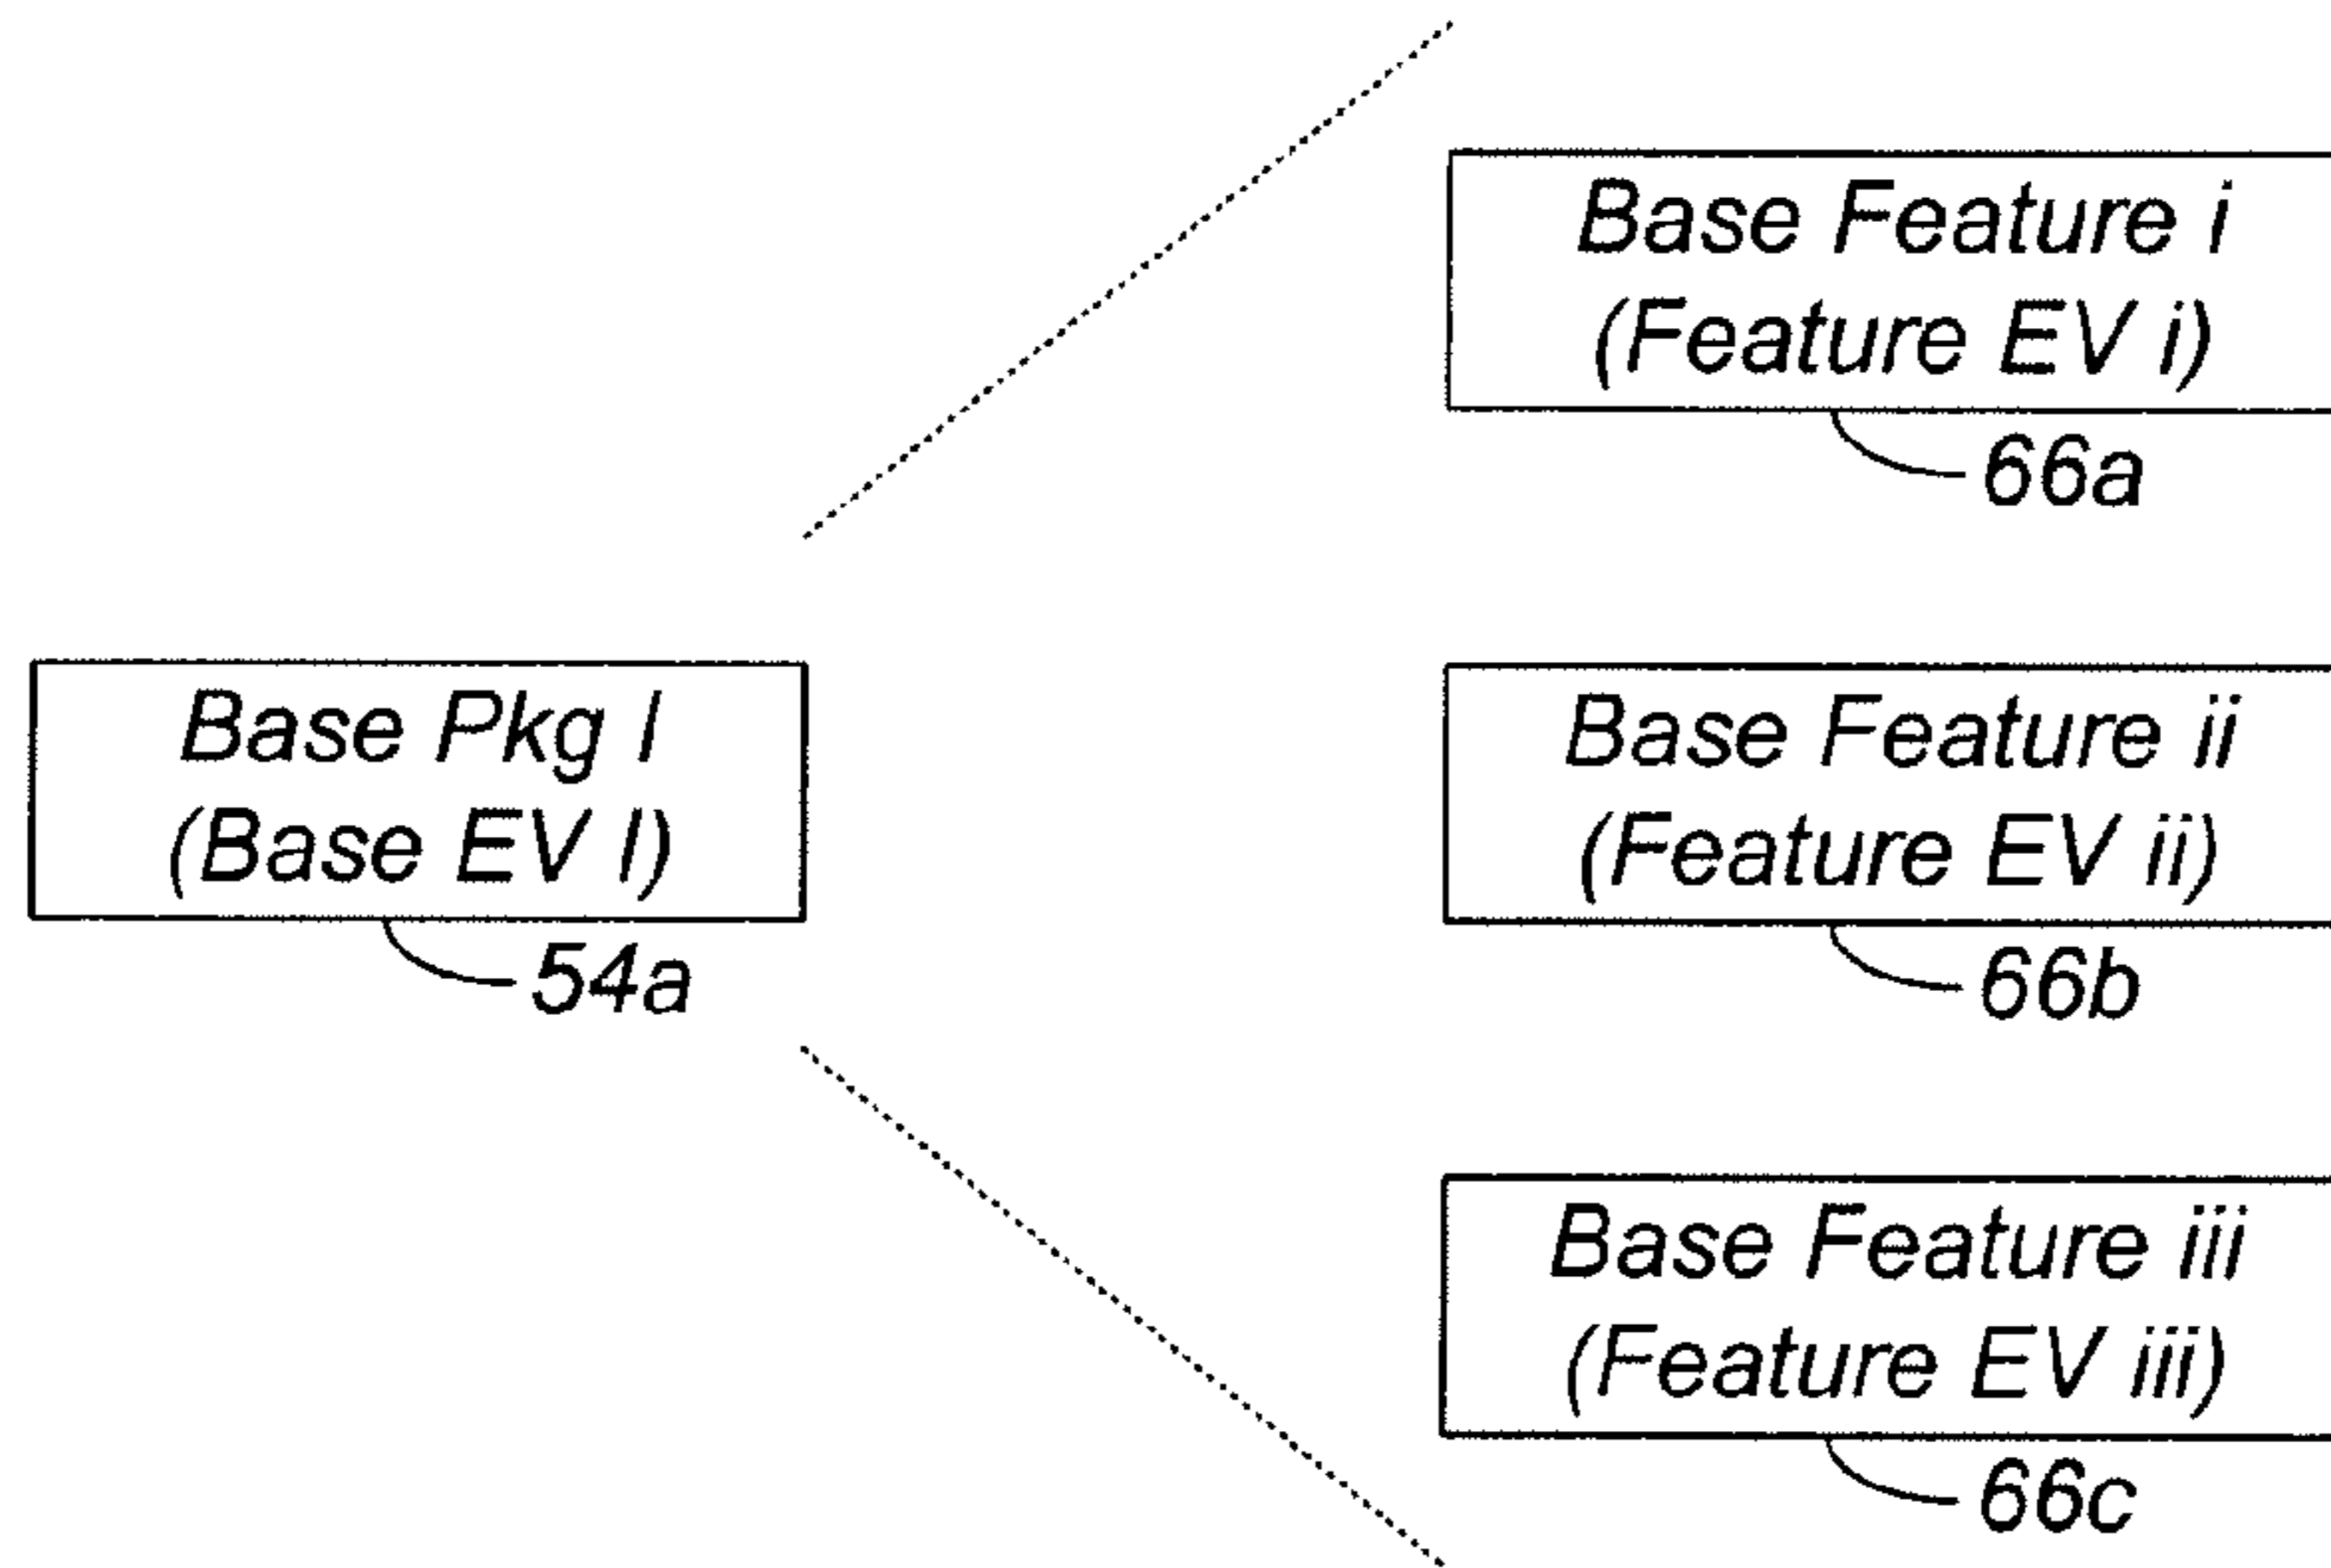 Base Feature i
(Feature EV i)
66a
Base Pkg I
(Base EV I)
54a
Base Feature ii
(Feature EV ii)
66b
Base Feature iii
(Feature EV iii)
66c